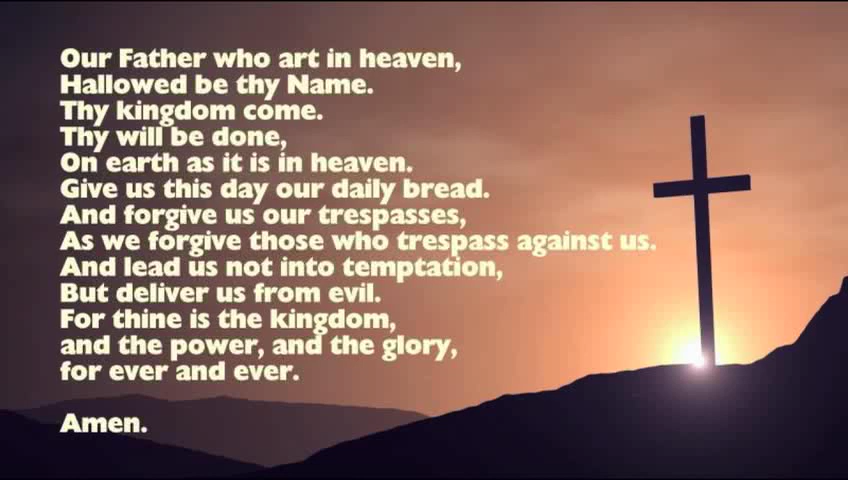 Our Father who art in heaven,
Hallowed be thy Name.
Thy kingdom come.
Thy will be done,
On earth as it is in heaven.
Give us this day our daily bread.
And forgive us our trespasses,
As we forgive those who trespass against us.
And lead us not into temptation,
But deliver us from evil.
For thine is the kingdom,
and the power, and the glory,
for ever and ever.
Amen.